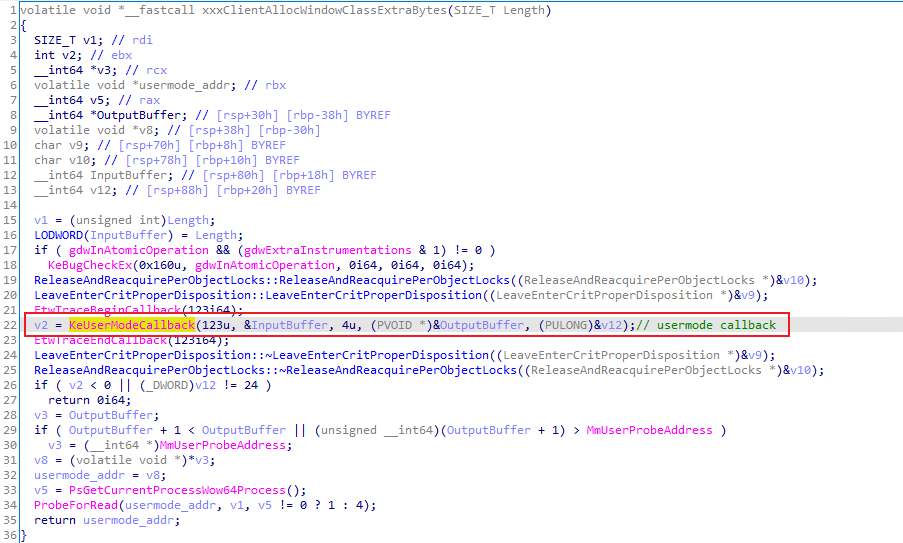 1 volatile void *__fastcall xxxClientAllocWindowClassExtraBytes(SIZE_T Length)
2 {
3 SIZE_T v1; // rdi
4 int v2; // ebx
5 __int64 *v3; // rcx
6 volatile void *usermode_addr; // rbx
7 __int64 v5; // rax
8 __int64 *OutputBuffer; // [rsp+30h] [rbp-38h] BYREF
9 volatile void *v8; // [rsp+38h] [rbp-30h]
10 char v9; // [rsp+70h] [rbp+8h] BYREF
11 char v10; // [rsp+78h] [rbp+10h] BYREF
12 __int64 InputBuffer; // [rsp+80h] [rbp+18h] BYREF
13 __int64 v12; // [rsp+88h] [rbp+20h] BYREF
14
15 v1 = (unsigned int)Length;
16 LODWORD(InputBuffer) = Length;
17 if ( gdwInAtomicOperation && (gdwExtraInstrumentations & 1) != 0 )
18 KeBugCheckEx(0x160u, gdwInAtomicOperation, 0i64, 0i64, 0i64);
19 ReleaseAndReacquirePerObjectLocks::ReleaseAndReacquirePerObjectLocks((ReleaseAndReacquirePerObjectLocks *)&v10);
20 LeaveEnterCritProperDisposition::LeaveEnterCritProperDisposition((LeaveEnterCritProperDisposition *)&v9);
21 EtwTraceBeginCallback(123i64);
22 v2 = KeUserModeCallback(123u, &InputBuffer, 4u, (PVOID *)&OutputBuffer, (PULONG)&v12);// usermode callback
23 EtwTraceEndCallback(123i64);
24 LeaveEnterCritProperDisposition::~LeaveEnterCritProperDisposition((LeaveEnterCritProperDisposition *)&v9);
25 ReleaseAndReacquirePerObjectLocks::~ReleaseAndReacquirePerObjectLocks((ReleaseAndReacquirePerObjectLocks *)&v10);
26 if ( v2 < 0 || (_DWORD)v12 != 24 )
27 return 0i64;
28 v3 = OutputBuffer;
29 if ( OutputBuffer + 1 < OutputBuffer || (unsigned __int64)(OutputBuffer + 1) > MmUserProbeAddress )
30 v3 = (__int64 *)MmUserProbeAddress;
31 v8 = (volatile void *)*v3;
32 usermode_addr = v8;
33 v5 = PsGetCurrentProcessWow64Process();
34 ProbeForRead(usermode_addr, v1, v5 != 0 ? 1 : 4);
35 return usermode_addr;
36 }